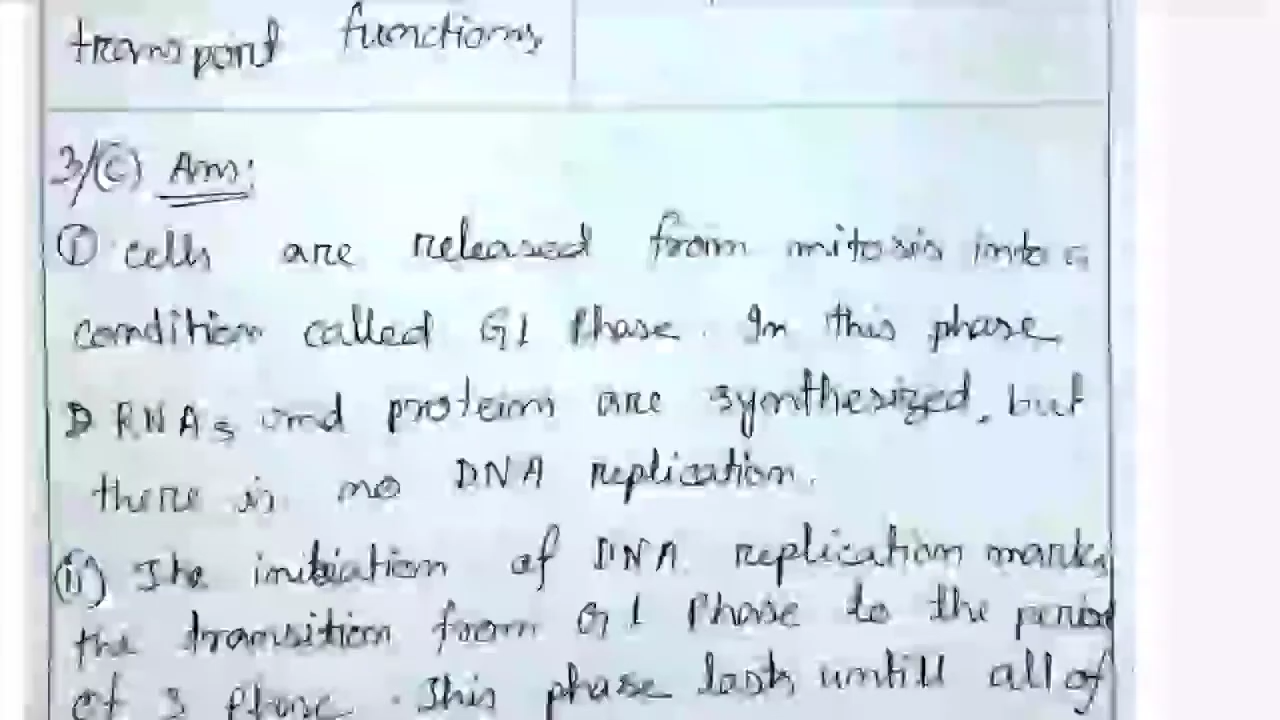 transport functions
3/(c) Ans:
(i) cells are released from mitosis into a
condition called G1 Phase. In this phase
RNAs and proteins are synthesized, but
there is no DNA replication.
(ii) The initiation of DNA replication marks
the transition from G1 Phase to the period
of S Phase. This phase lasts untill all of